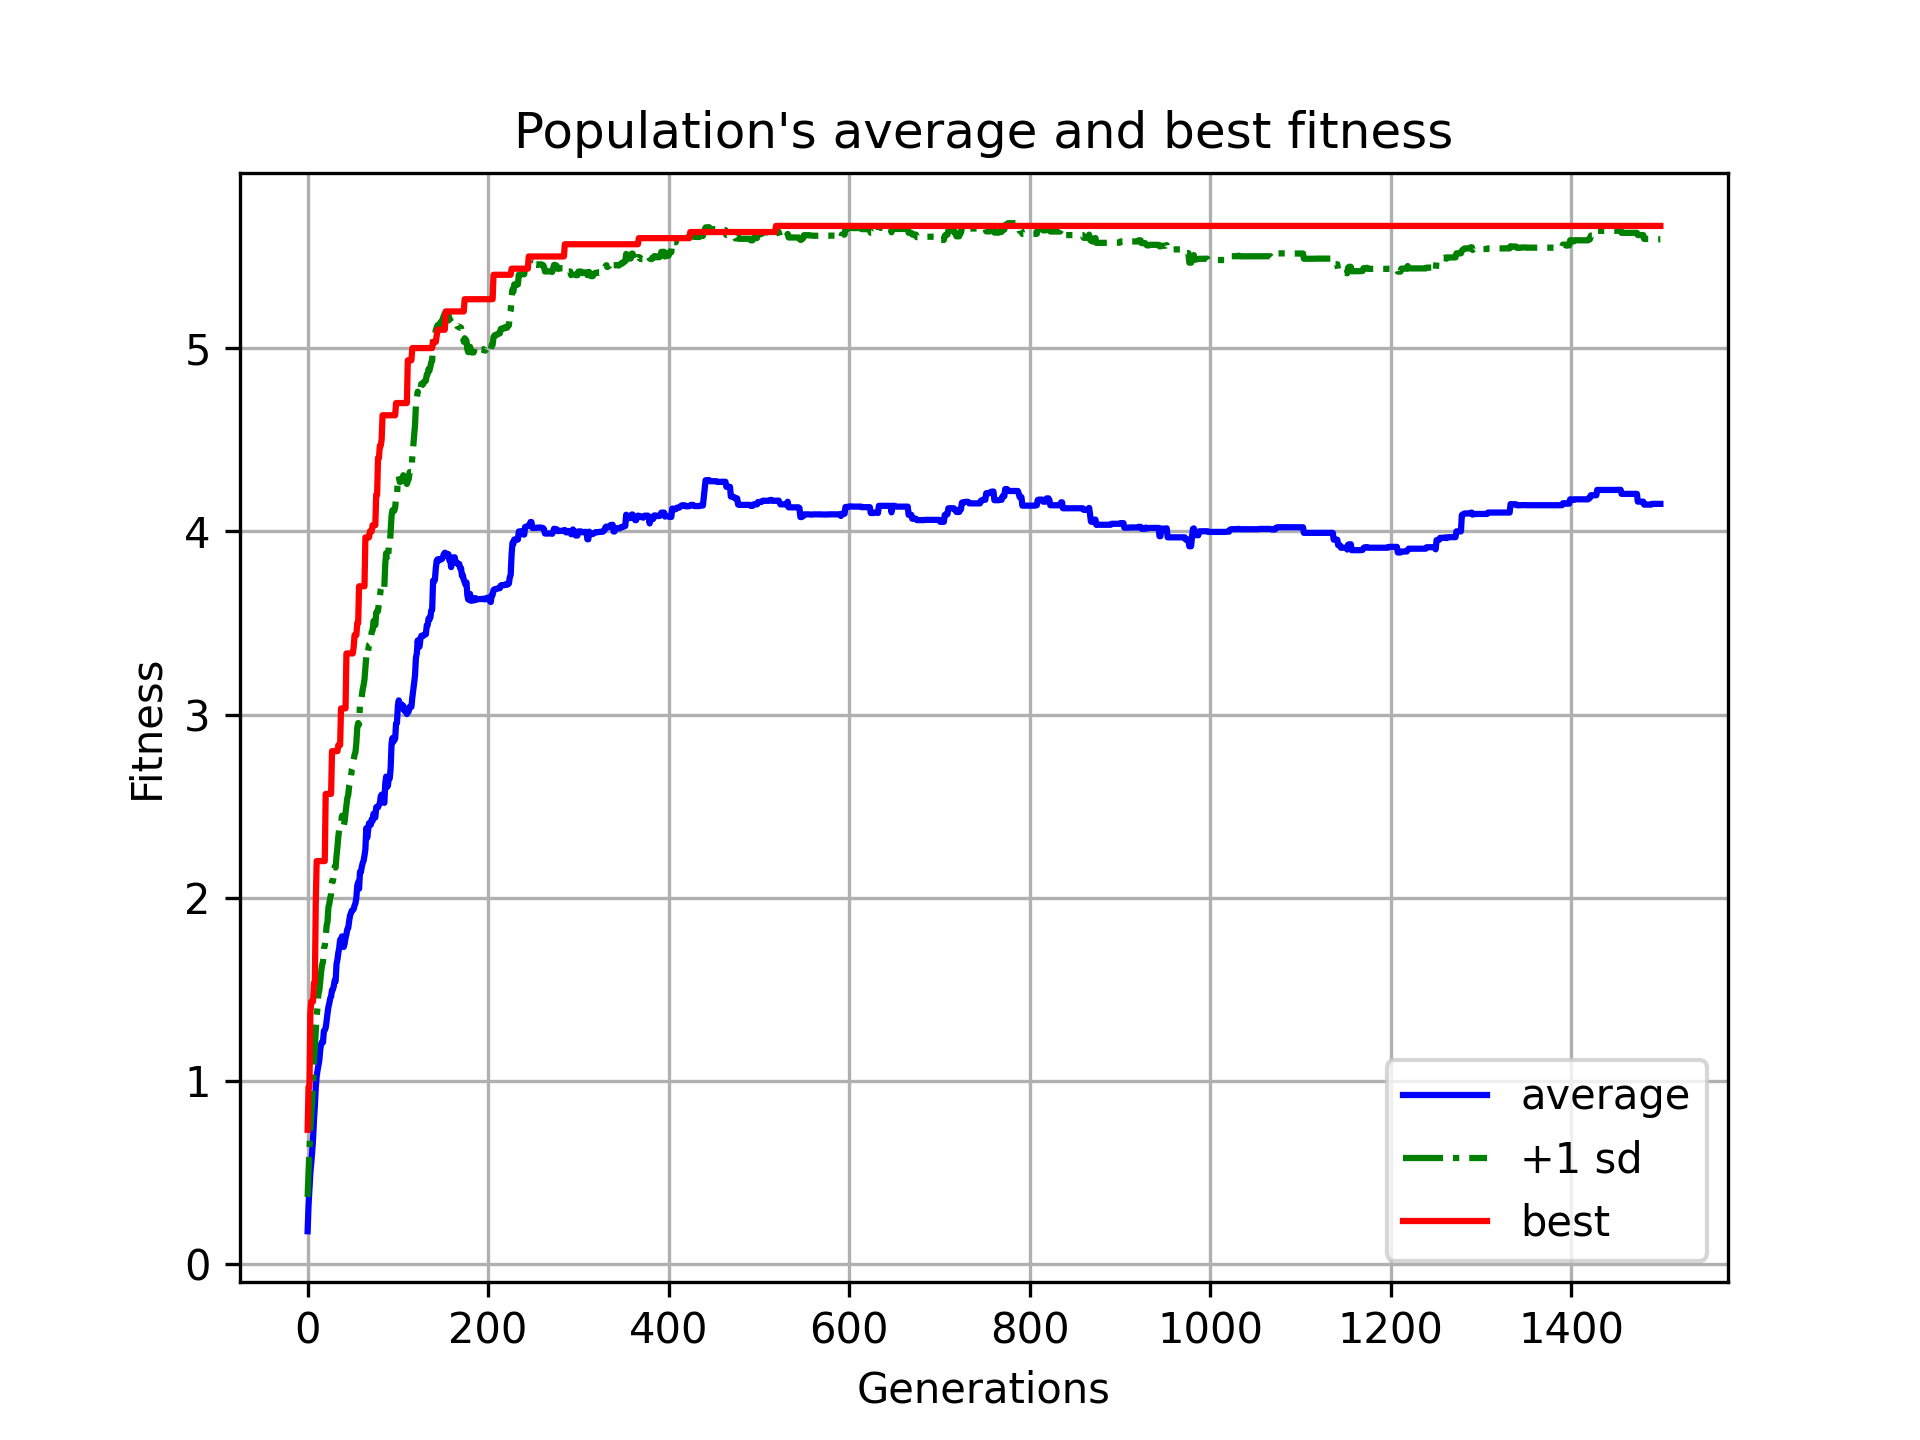 Population's average and best fitness
Fitness
5
4
3
2
1
0
average
+1 sd
best
0 200 400 600 800 1000 1200 1400
Generations